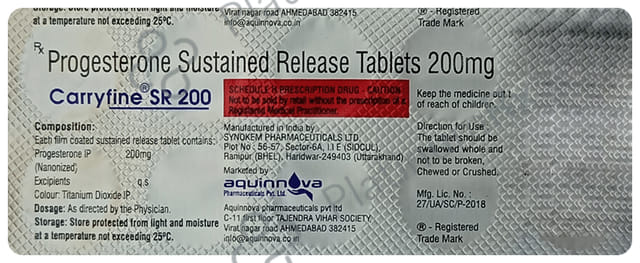 Storage: Store protected from light and moisture
at a temperature not exceeding 25°C.
Virat nagar road AHMEDABAD 382415
info@aquinnova.co.in
® - Registered
Trade Mark
Rx
Progesterone Sustained Release Tablets 200mg
Carryfine® SR 200
SCHEDULE H PRESCRIPTION DRUG - CAUTION
Not to be sold by retail without the prescription of a
Registered Medical Practitioner.
Keep the medicine out
of reach of children.
Composition:
Each film coated sustained release tablet contains:
Progesterone IP 200mg
(Nanonized)
Excipients q.s
Colour: Titanium Dioxide IP
Dosage: As directed by the Physician.
Storage: Store protected from light and moisture
at a temperature not exceeding 25°C.
Manufactured in India by
SYNOKEM PHARMACEUTICALS LTD.
Plot No : 56-57, Sector-6A, I.I E (SIDCUL),
Ranipur (BHEL), Haridwar-249403 (Uttarakhand)
Marketed by
aquinnova
Pharmaceuticals Pvt. Ltd.
Aquinnova pharmaceuticals pvt ltd
C-11 first floor TAJENDRA VIHAR SOCIETY
Virat nagar road AHMEDABAD 382415
info@aquinnova.co.in
Direction for Use :
The tablet should be
swallowed whole and
not to be broken,
Chewed or Crushed.
Mfg. Lic. No. :
27/UA/SC/P-2018
® - Registered
Trade Mark